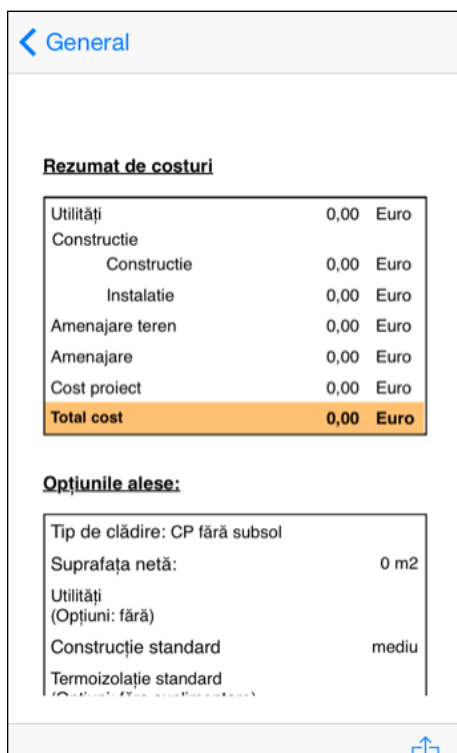 General
Rezumat de costuri
Utilități 0,00 Euro
Constructie
Constructie 0,00 Euro
Instalatie 0,00 Euro
Amenajare teren 0,00 Euro
Amenajare 0,00 Euro
Cost proiect 0,00 Euro
Total cost 0,00 Euro
Opțiunile alese:
Tip de clădire: CP fără subsol
Suprafața netă: 0 m2
Utilități
(Optiuni: fără)
Construcție standard mediu
Termoizolație standard